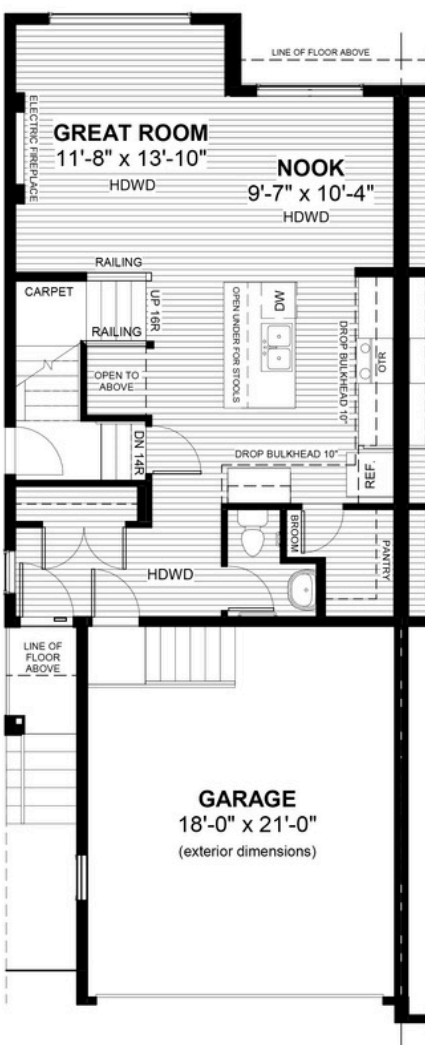 LINE OF FLOOR ABOVE
ELECTRIC FIREPLACE
GREAT ROOM
11'-8" x 13'-10"
HDWD
NOOK
9'-7" x 10'-4"
HDWD
RAILING
CARPET
UP 16R
RAILING
OPEN TO
ABOVE
OPEN UNDER FOR STOOLS
DW
DROP BULKHEAD 10"
OTR
DN 14R
DROP BULKHEAD 10"
REF.
BROOM
PANTRY
HDWD
LINE OF
FLOOR
ABOVE
GARAGE
18'-0" x 21'-0"
(exterior dimensions)